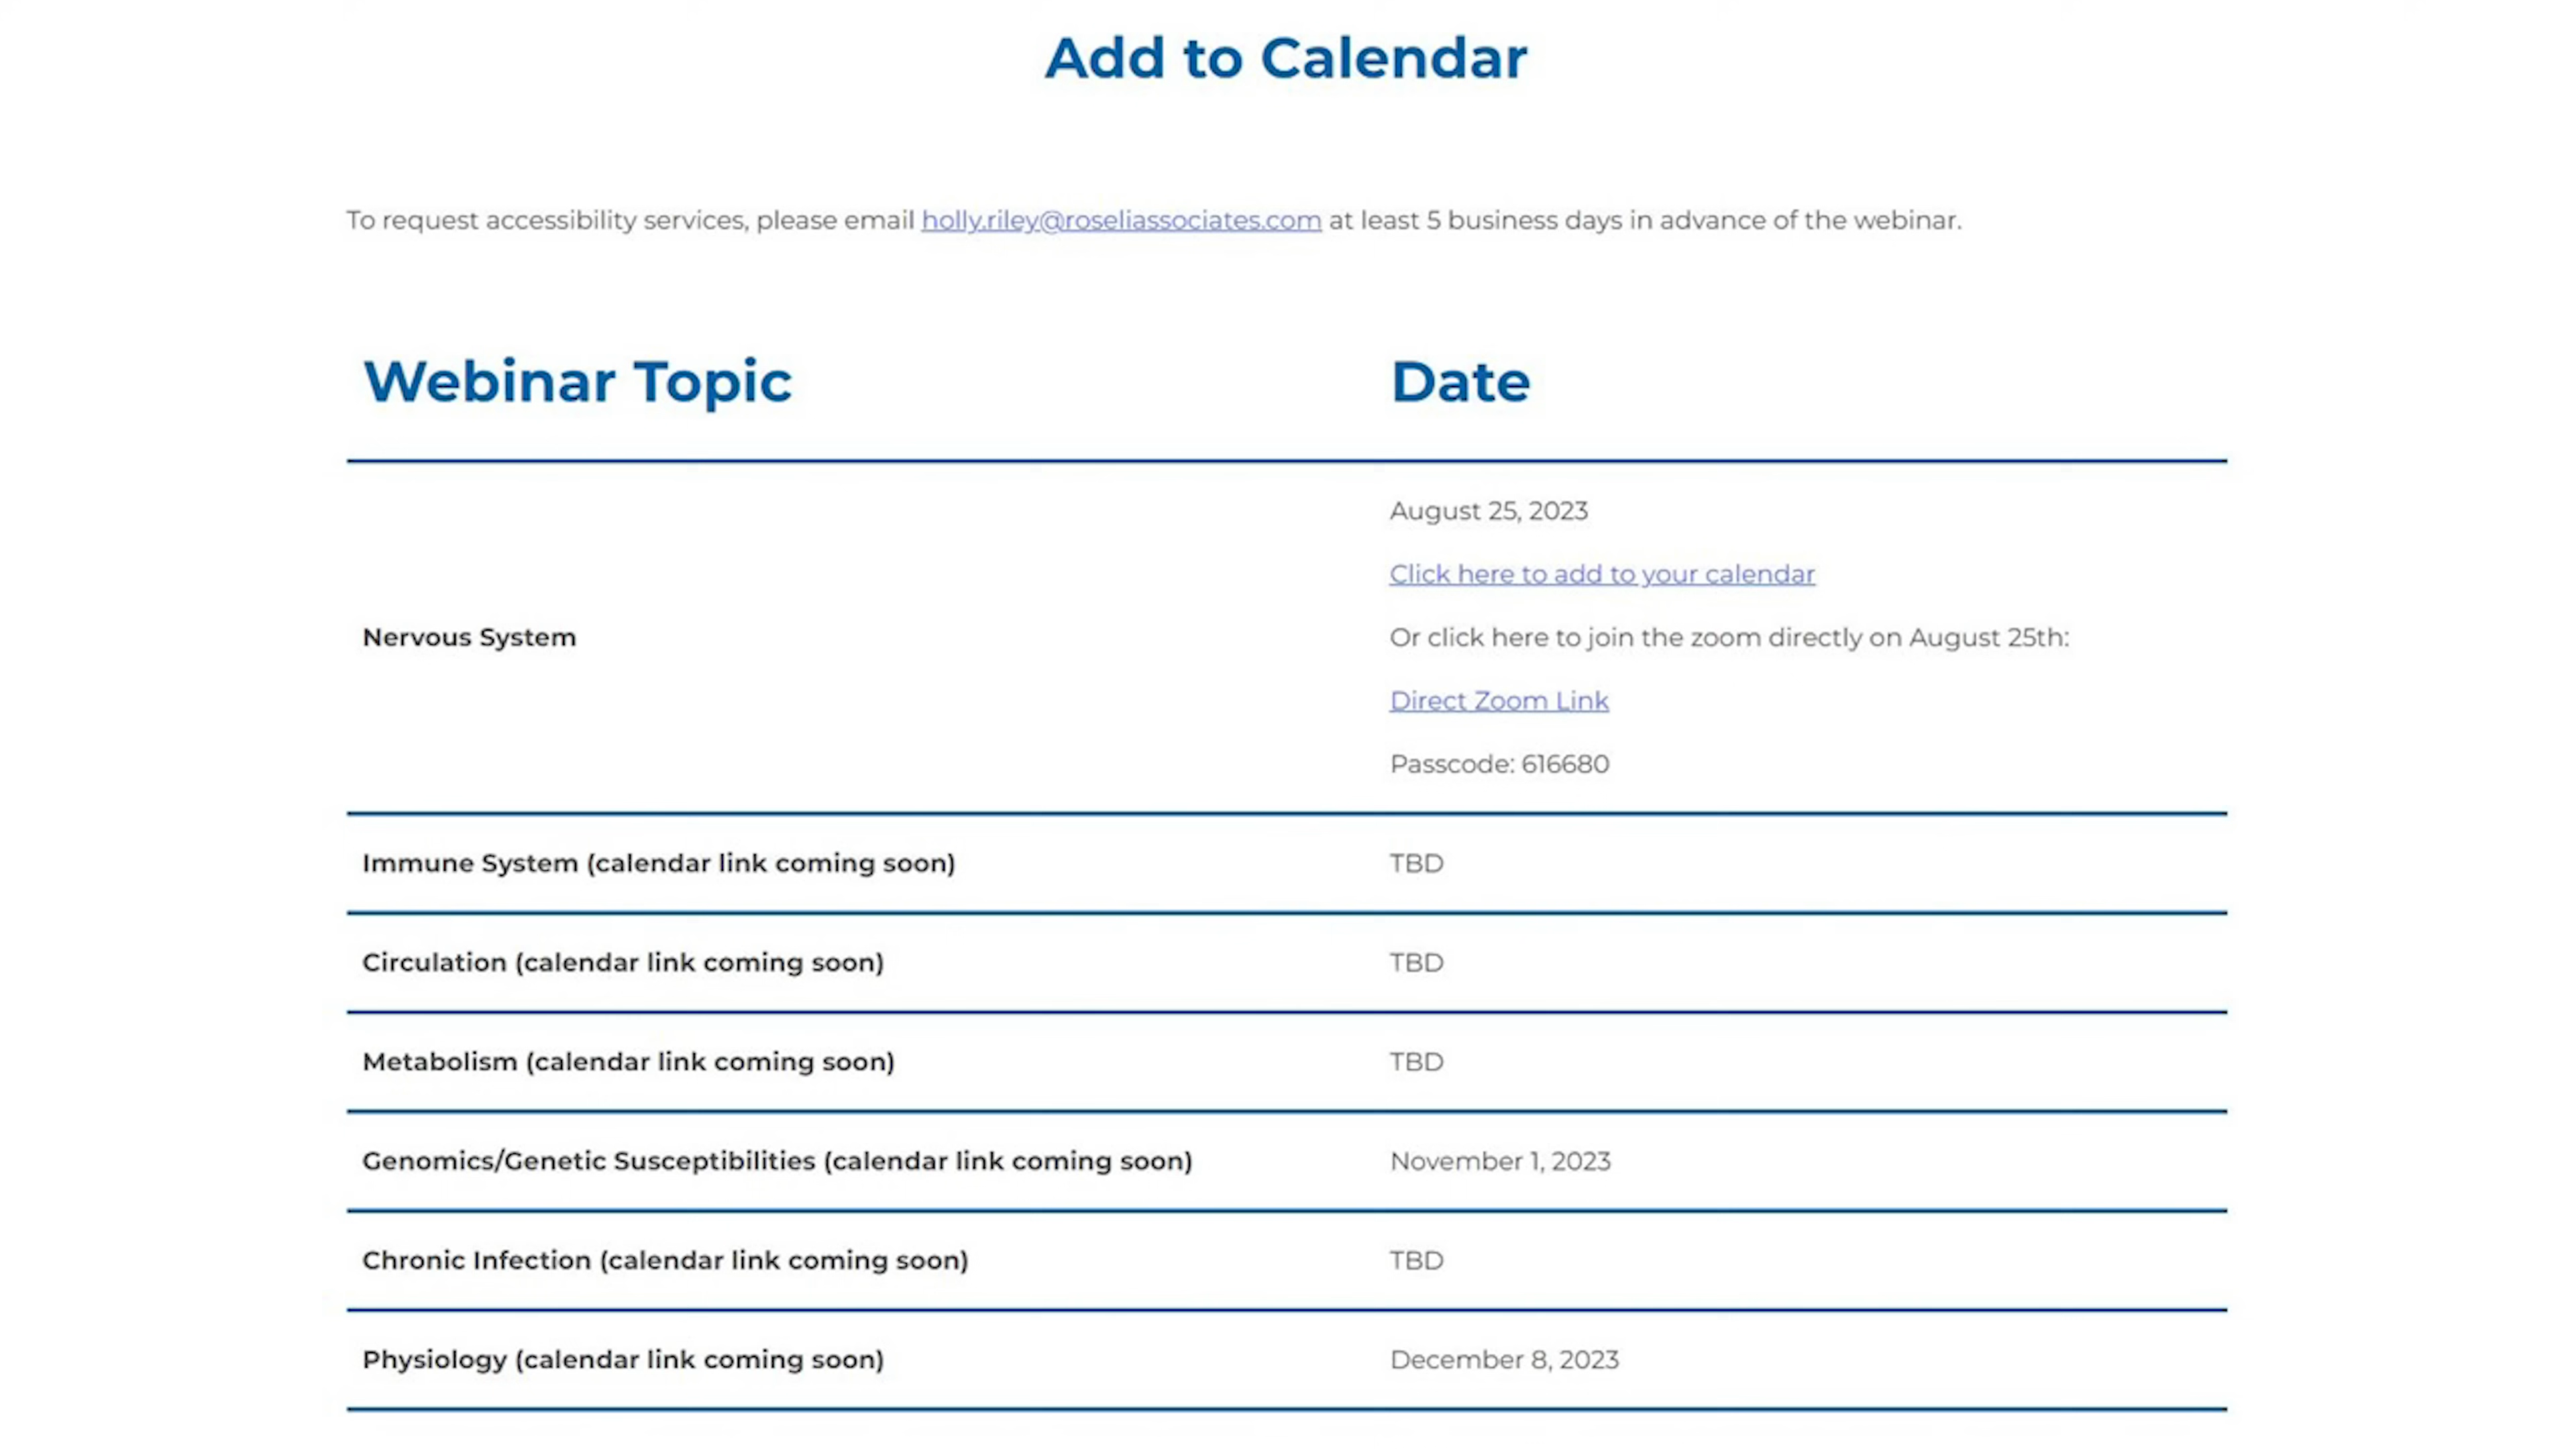 Add to Calendar
To request accessibility services, please email holly.riley@roseliassociates.com at least 5 business days in advance of the webinar.
Webinar Topic Date
August 25, 2023
Click here to add to your calendar
Nervous System Or click here to join the zoom directly on August 25th:
Direct Zoom Link
Passcode: 616680
Immune System (calendar link coming soon) TBD
Circulation (calendar link coming soon) TBD
Metabolism (calendar link coming soon) TBD
Genomics/Genetic Susceptibilities (calendar link coming soon) November 1, 2023
Chronic Infection (calendar link coming soon) TBD
Physiology (calendar link coming soon) December 8, 2023